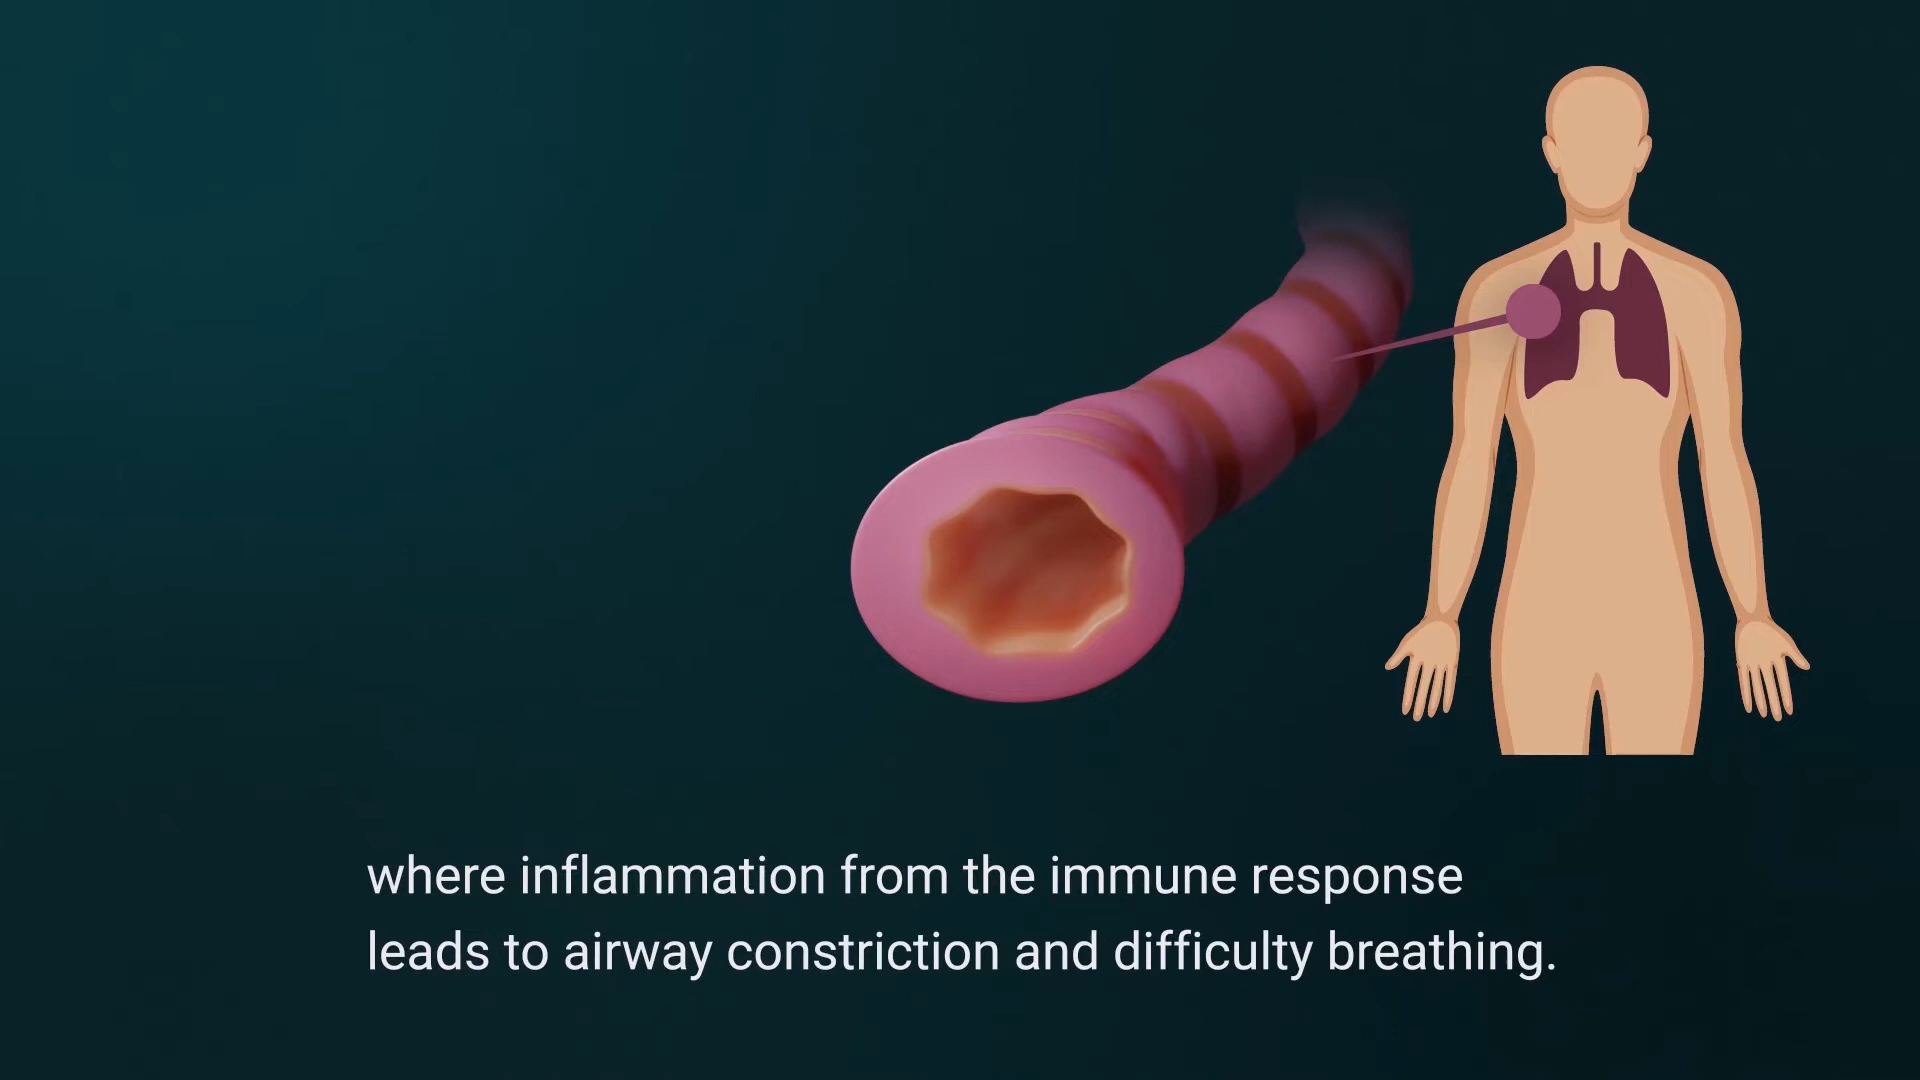 where inflammation from the immune response
leads to airway constriction and difficulty breathing.